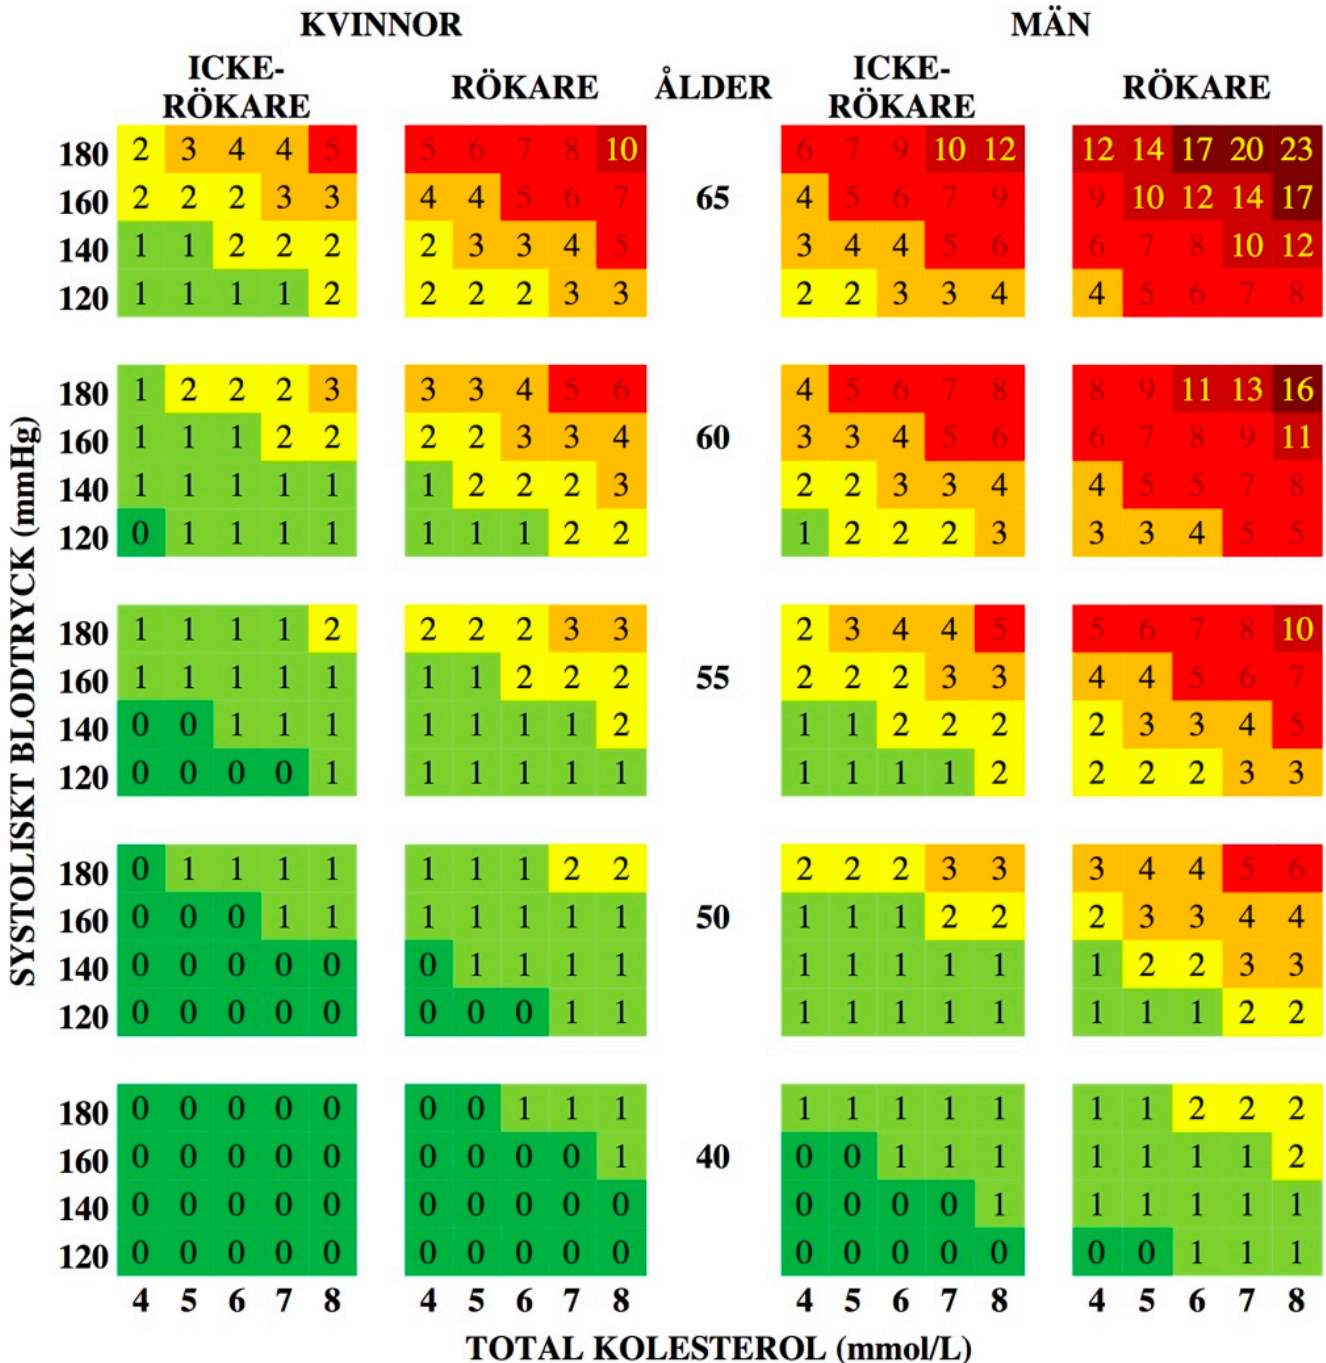 KVINNOR MÄN
ICKE-RÖKARE RÖKARE ÅLDER ICKE-RÖKARE RÖKARE
SYSTOLISKT BLODTRYCK (mmHg)
180 2 3 4 4 5 5 6 7 8 10 6 7 9 10 12 12 14 17 20 23
160 2 2 2 3 3 4 4 5 6 7 65 4 5 6 7 9 9 10 12 14 17
140 1 1 2 2 2 2 3 3 4 5 3 4 4 5 6 6 7 8 10 12
120 1 1 1 1 2 2 2 2 3 3 2 2 3 3 4 4 5 6 7 8
180 1 2 2 2 3 3 3 4 5 6 4 5 6 7 8 8 9 11 13 16
160 1 1 1 2 2 2 2 3 3 4 60 3 3 4 5 6 6 7 8 9 11
140 1 1 1 1 1 1 2 2 2 3 2 2 3 3 4 4 5 5 7 8
120 0 1 1 1 1 1 1 1 2 2 1 2 2 2 3 3 3 4 5 5
180 1 1 1 1 2 2 2 2 3 3 2 3 4 4 5 5 6 7 8 10
160 1 1 1 1 1 1 1 2 2 2 55 2 2 2 3 3 4 4 5 6 7
140 0 0 1 1 1 1 1 1 1 2 1 1 2 2 2 2 3 3 4 5
120 0 0 0 0 1 1 1 1 1 1 1 1 1 1 2 2 2 2 3 3
180 0 1 1 1 1 1 1 1 2 2 2 2 2 3 3 3 4 4 5 6
160 0 0 0 1 1 1 1 1 1 1 50 1 1 1 2 2 2 3 3 4 4
140 0 0 0 0 0 0 1 1 1 1 1 1 1 1 1 1 2 2 3 3
120 0 0 0 0 0 0 0 0 1 1 1 1 1 1 1 1 1 1 2 2
180 0 0 0 0 0 0 0 1 1 1 1 1 1 1 1 1 1 2 2 2
160 0 0 0 0 0 0 0 0 0 1 40 0 0 1 1 1 1 1 1 1 2
140 0 0 0 0 0 0 0 0 0 0 0 0 0 0 1 1 1 1 1 1
120 0 0 0 0 0 0 0 0 0 0 0 0 0 0 0 0 0 1 1 1
4 5 6 7 8 4 5 6 7 8 4 5 6 7 8 4 5 6 7 8
TOTAL KOLESTEROL (mmol/L)